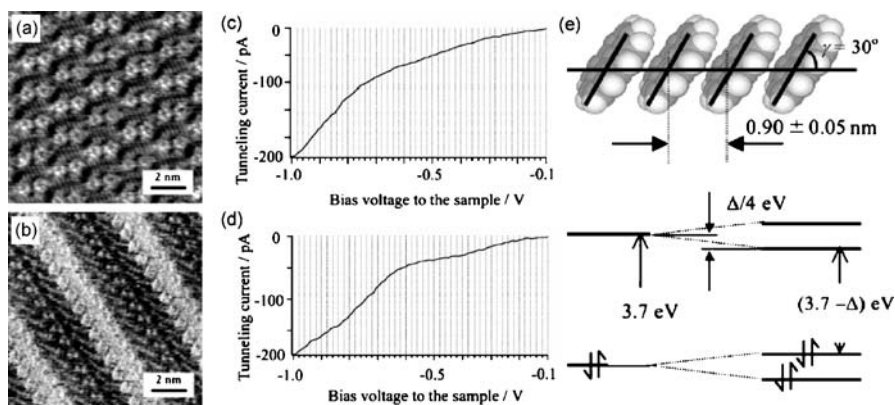 (a)
2 nm
(b)
2 nm
(c)
Tunneling current / pA
0
-100
-200
-1.0
-0.5
-0.1
Bias voltage to the sample / V
(d)
Tunneling current / pA
0
-100
-200
-1.0
-0.5
-0.1
Bias voltage to the sample / V
(e)
γ = 30°
0.90 ± 0.05 nm
Δ/4 eV
3.7 eV
(3.7 –Δ) eV